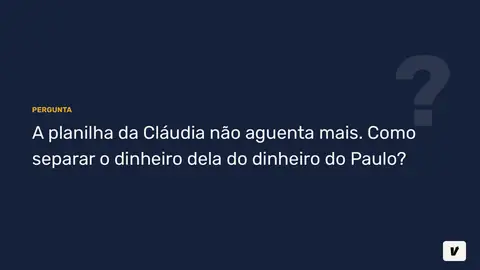 PERGUNTA
A planilha da Cláudia não aguenta mais. Como
separar o dinheiro dela do dinheiro do Paulo?
?
V